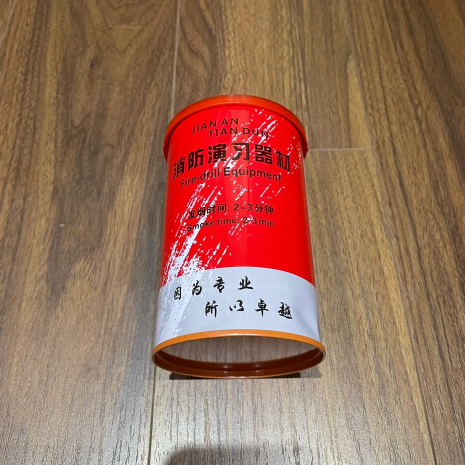 JIAN AN
TIAN DUN
消防演习器材
Fire-drill Equipment
发烟时间: 2-3分钟
Smoke time: 2-3min
因为专业
所以卓越